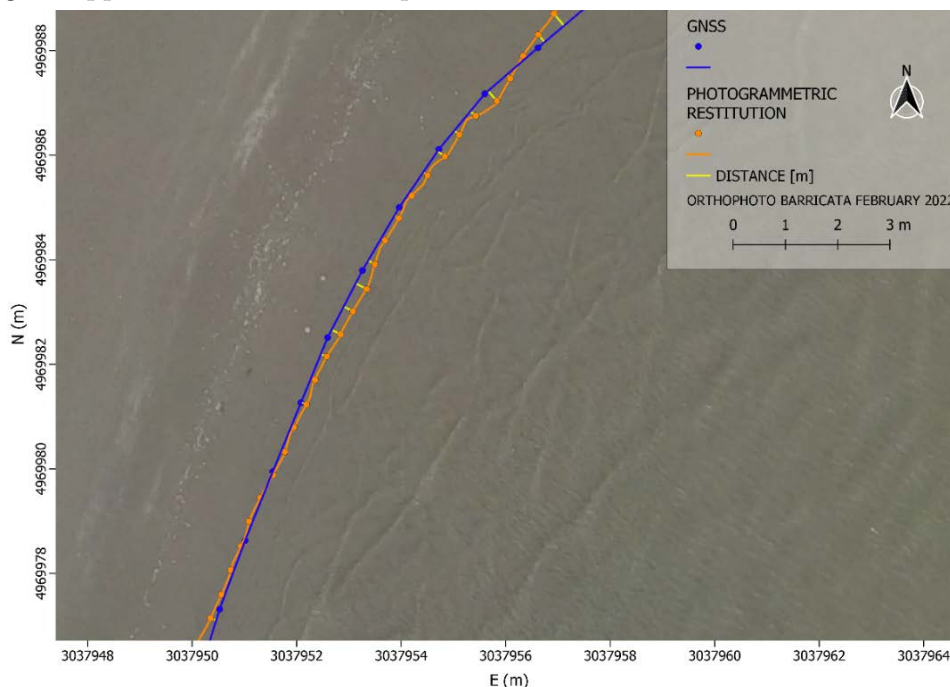 GNSS
N
PHOTOGRAMMETRIC
RESTITUTION
DISTANCE [m]
ORTHOPHOTO BARRICATA FEBRUARY 2022
0 1 2 3 m
4969988
4969986
4969984
4969982
4969980
4969978
N (m)
3037948 3037950 3037952 3037954 3037956 3037958 3037960 3037962 3037964
E (m)